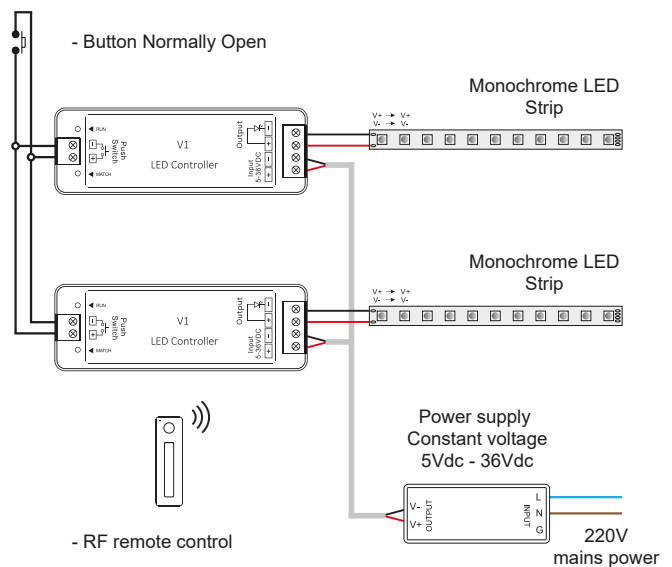 - Button Normally Open
Monochrome LED
Strip
V+ → V+
V- → V-
RUN
Push
Switch
MATCH
V1
LED Controller
Output
Input
5-36VDC
- + - +
Monochrome LED
Strip
V+ → V+
V- → V-
RUN
Push
Switch
MATCH
V1
LED Controller
Output
Input
5-36VDC
- + - +
Power supply
Constant voltage
5Vdc - 36Vdc
V-
V+
OUTPUT
INPUT
L
N
G
220V
mains power
- RF remote control